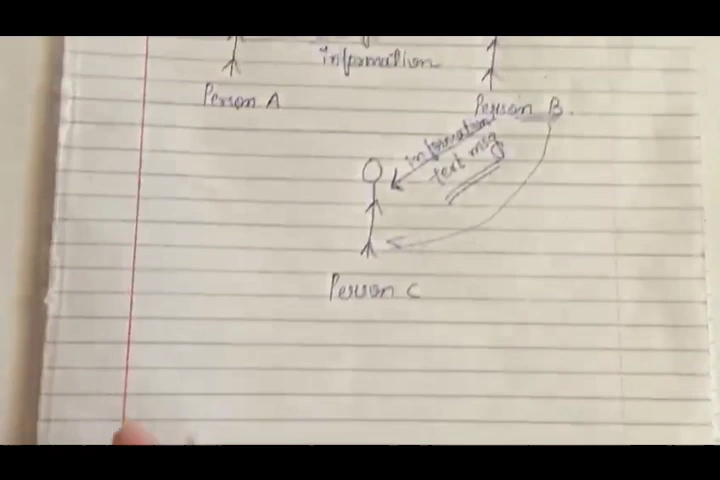 information
Person A
Person B
information
text msg
Person C